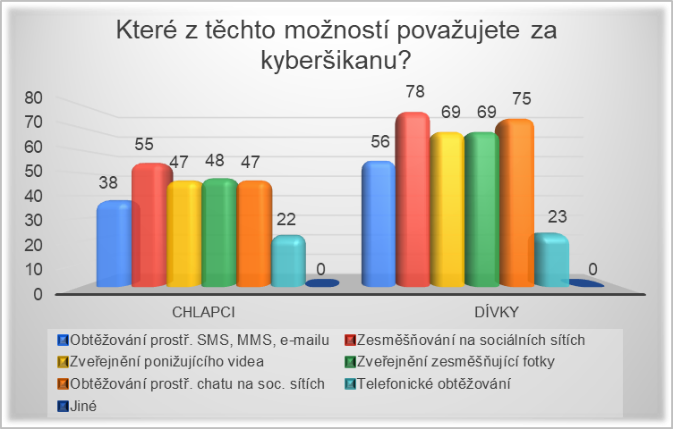 Které z těchto možností považujete za
kyberšikanu?
80
70
60
50
40
30
20
10
0
38
55
47
48
47
22
0
56
78
69
69
75
23
0
CHLAPCI
DÍVKY
Obtěžování prostř. SMS, MMS, e-mailu
Zesměšňování na sociálních sítích
Zveřejnění ponižujícího videa
Zveřejnění zesměšňující fotky
Obtěžování prostř. chatu na soc. sítích
Telefonické obtěžování
Jiné